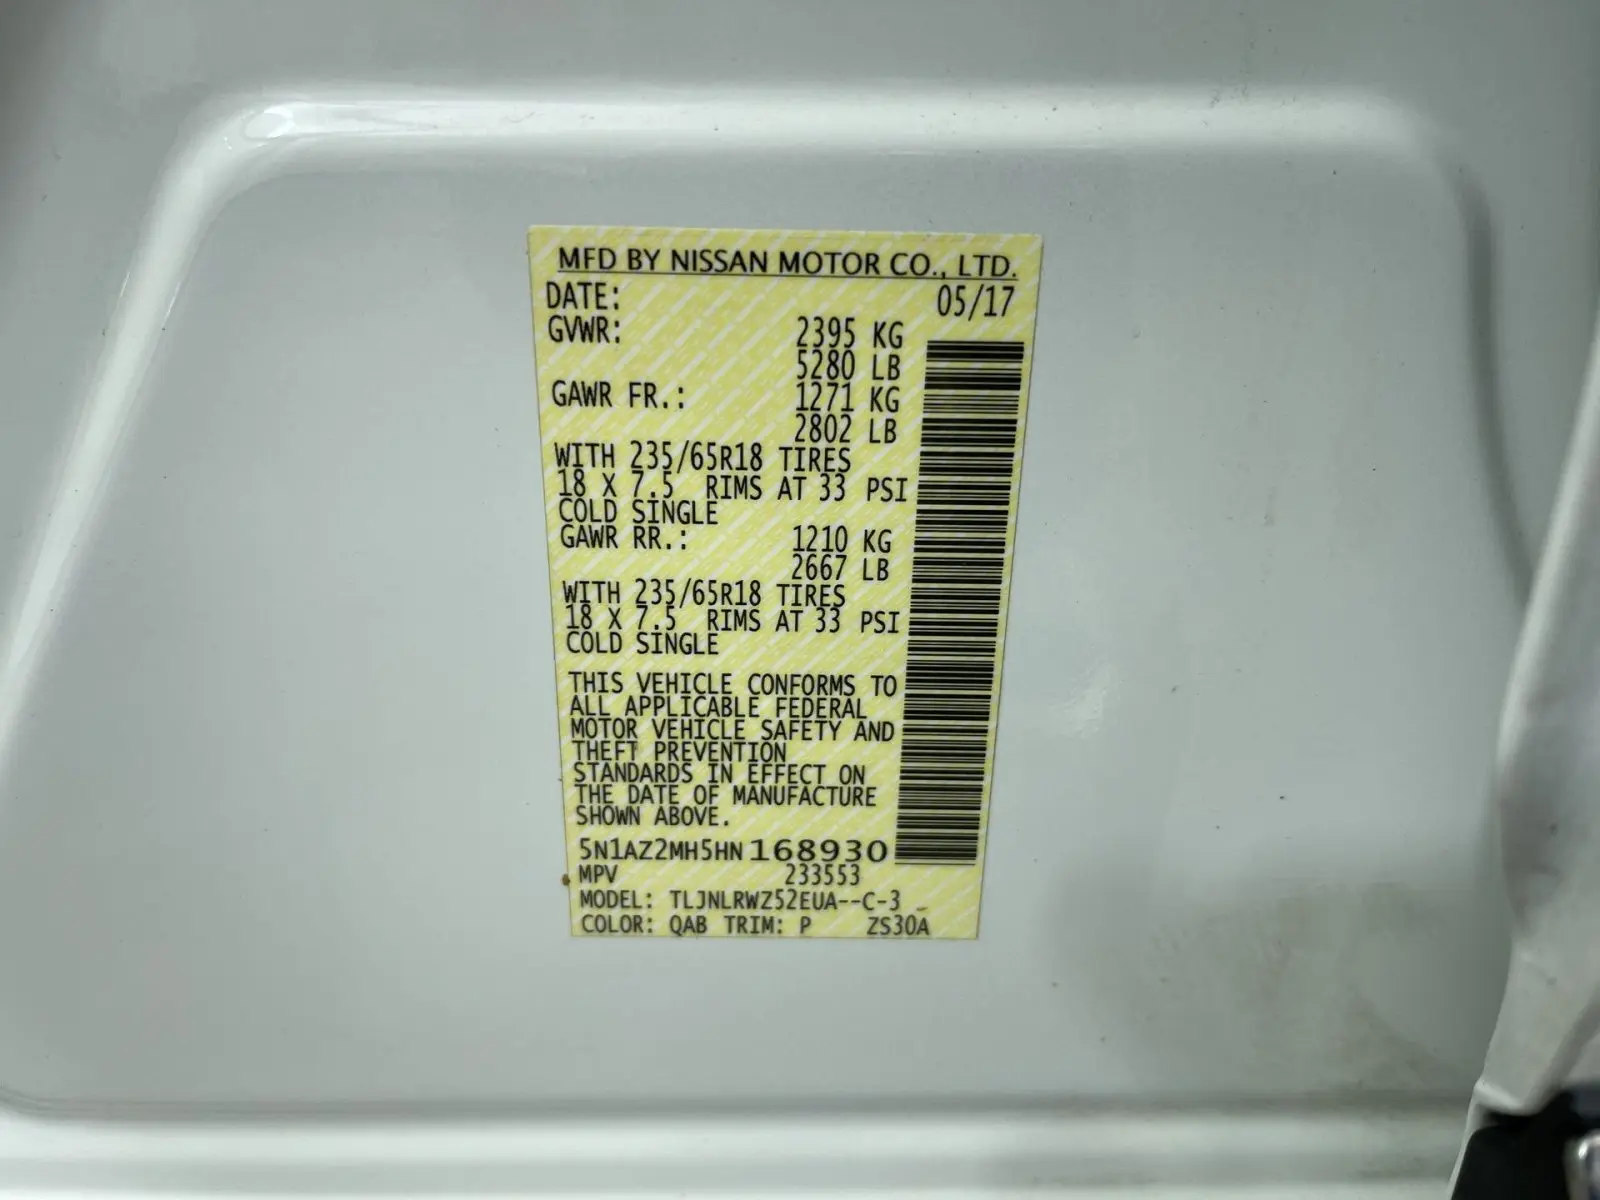 MFD BY NISSAN MOTOR CO., LTD.
DATE: 05/17
GVWR: 2395 KG
5280 LB
GAWR FR.: 1271 KG
2802 LB
WITH 235/65R18 TIRES
18 X 7.5 RIMS AT 33 PSI
COLD SINGLE
GAWR RR.: 1210 KG
2667 LB
WITH 235/65R18 TIRES
18 X 7.5 RIMS AT 33 PSI
COLD SINGLE
THIS VEHICLE CONFORMS TO
ALL APPLICABLE FEDERAL
MOTOR VEHICLE SAFETY AND
THEFT PREVENTION
STANDARDS IN EFFECT ON
THE DATE OF MANUFACTURE
SHOWN ABOVE.
5N1AZ2MH5HN168930
MPV 233553
MODEL: TLJNLRWZ52EUA--C-3
COLOR: QAB TRIM: P ZS30A